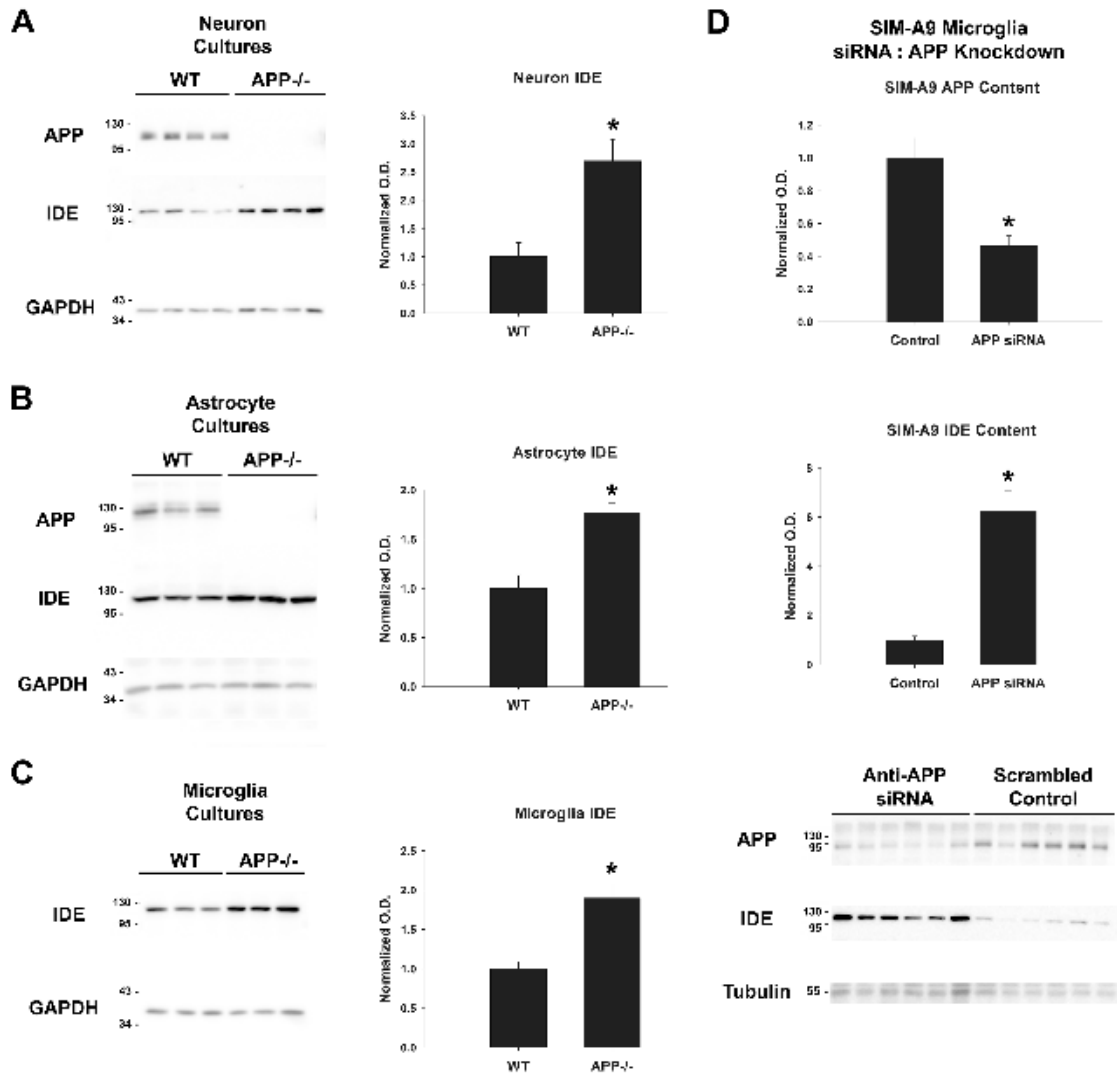 A
Neuron
Cultures
WT APP-/-
APP
130 -
95 -
IDE
130 -
95 -
GAPDH
43 -
34 -
Neuron IDE
Normalized O.D.
3.5
3.0
2.5
2.0
1.5
1.0
0.5
0.0
*
WT APP-/-
B
Astrocyte
Cultures
WT APP-/-
APP
130 -
95 -
IDE
130 -
95 -
GAPDH
43 -
34 -
Astrocyte IDE
Normalized O.D.
2.0
1.5
1.0
0.5
0.0
*
WT APP-/-
C
Microglia
Cultures
WT APP-/-
IDE
130 -
95 -
GAPDH
43 -
34 -
Microglia IDE
Normalized O.D.
2.5
2.0
1.5
1.0
0.5
0.0
*
WT APP-/-
D
SIM-A9 Microglia
siRNA : APP Knockdown
SIM-A9 APP Content
Normalized O.D.
1.2
1.0
0.8
0.6
0.4
0.2
0.0
*
Control APP siRNA
SIM-A9 IDE Content
Normalized O.D.
8
6
4
2
0
*
Control APP siRNA
Anti-APP Scrambled
siRNA Control
APP
130 -
95 -
IDE
130 -
95 -
Tubulin
55 -